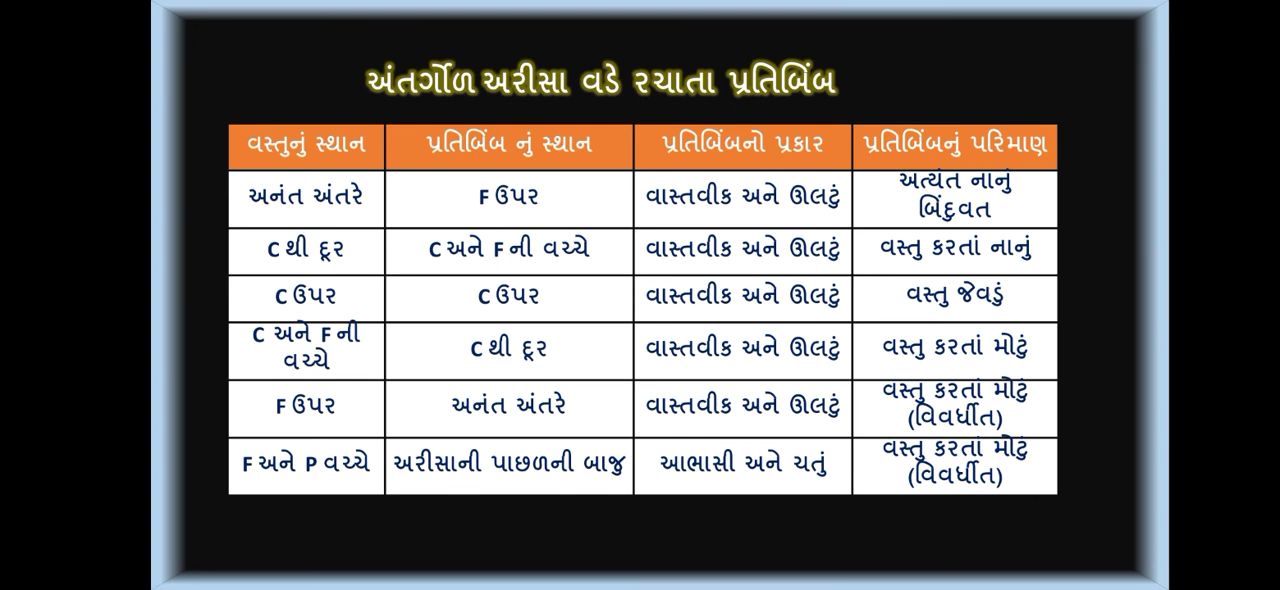 અંતર્ગોળ અરીસા વડે રચાતા પ્રતિબિંબ
વસ્તુનું સ્થાન પ્રતિબિંબ નું સ્થાન પ્રતિબિંબનો પ્રકાર પ્રતિબિંબનું પરિમાણ
અનંત અંતરે F ઉપર વાસ્તવીક અને ઊલટું અત્યંત નાનું
બિંદુવત
C થી દૂર C અને F ની વચ્ચે વાસ્તવીક અને ઊલટું વસ્તુ કરતાં નાનું
C ઉપર C ઉપર વાસ્તવીક અને ઊલટું વસ્તુ જેવડું
C અને F ની
વચ્ચે C થી દૂર વાસ્તવીક અને ઊલટું વસ્તુ કરતાં મોટું
F ઉપર અનંત અંતરે વાસ્તવીક અને ઊલટું વસ્તુ કરતાં મોટું
(વિવર્ધીત)
F અને P વચ્ચે અરીસાની પાછળની બાજુ આભાસી અને ચતું વસ્તુ કરતાં મોટું
(વિવર્ધીત)